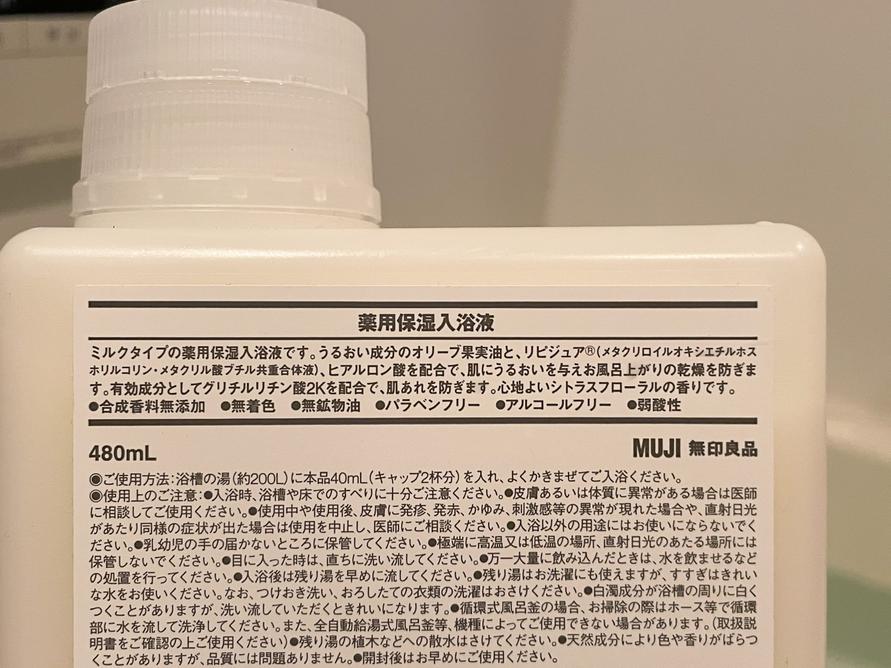 薬用保湿入浴液
ミルクタイプの薬用保湿入浴液です。うるおい成分のオリーブ果実油と、リピジュア®(メタクリロイルオキシエチルホス
ホリルコリン・メタクリル酸ブチル共重合体液)、ヒアルロン酸を配合で、肌にうるおいを与えお風呂上がりの乾燥を防ぎま
す。有効成分としてグリチルリチン酸2Kを配合で、肌あれを防ぎます。心地よいシトラスフローラルの香りです。
●合成香料無添加 ●無着色 ●無鉱物油 ●パラベンフリー ●アルコールフリー ●弱酸性
480mL MUJI 無印良品
◉ご使用方法:浴槽の湯(約200L)に本品40mL(キャップ2杯分)を入れ、よくかきまぜてご入浴ください。
◉使用上のご注意:●入浴時、浴槽や床でのすべりに十分ご注意ください。●皮膚あるいは体質に異常がある場合は医師
に相談してご使用ください。●使用中や使用後、皮膚に発疹、発赤、かゆみ、刺激感等の異常が現れた場合や、直射日光
があたり同様の症状が出た場合は使用を中止し、医師にご相談ください。●入浴以外の用途にはお使いにならないでく
ださい。●乳幼児の手の届かないところに保管してください。●極端に高温又は低温の場所、直射日光のあたる場所には
保管しないでください。●目に入った時は、直ちに洗い流してください。●万一大量に飲み込んだときは、水を飲ませるなど
の処置を行ってください。●入浴後は残り湯を早めに流してください。●残り湯はお洗濯にも使えますが、すすぎはきれい
な水をお使いください。なお、つけおき洗い、おろしたての衣類の洗濯はおさけください。●白濁成分が浴槽の周りに白く
つくことがありますが、洗い流していただくときれいになります。●循環式風呂釜の場合、お掃除の際はホース等で循環
部に水を流して洗浄してください。また、全自動給湯式風呂釜等、機種によってご使用できない場合があります。(取扱説
明書をご確認の上ご使用ください)●残り湯の植木などへの散水はさけてください。●天然成分により色や香りがばらつ
くことがありますが、品質には問題ありません。●開封後はお早めにご使用ください。